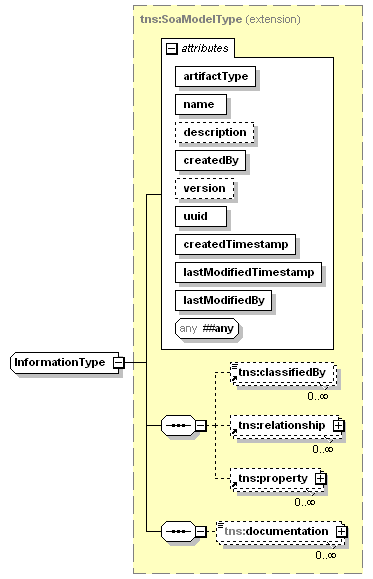 tns:SoaModelType (extension)
attributes
artifactType
name
description
createdBy
version
uuid
createdTimestamp
lastModifiedTimestamp
lastModifiedBy
any ##any
InformationType
tns:classifiedBy
0..∞
tns:relationship
0..∞
tns:property
0..∞
tns:documentation
0..∞